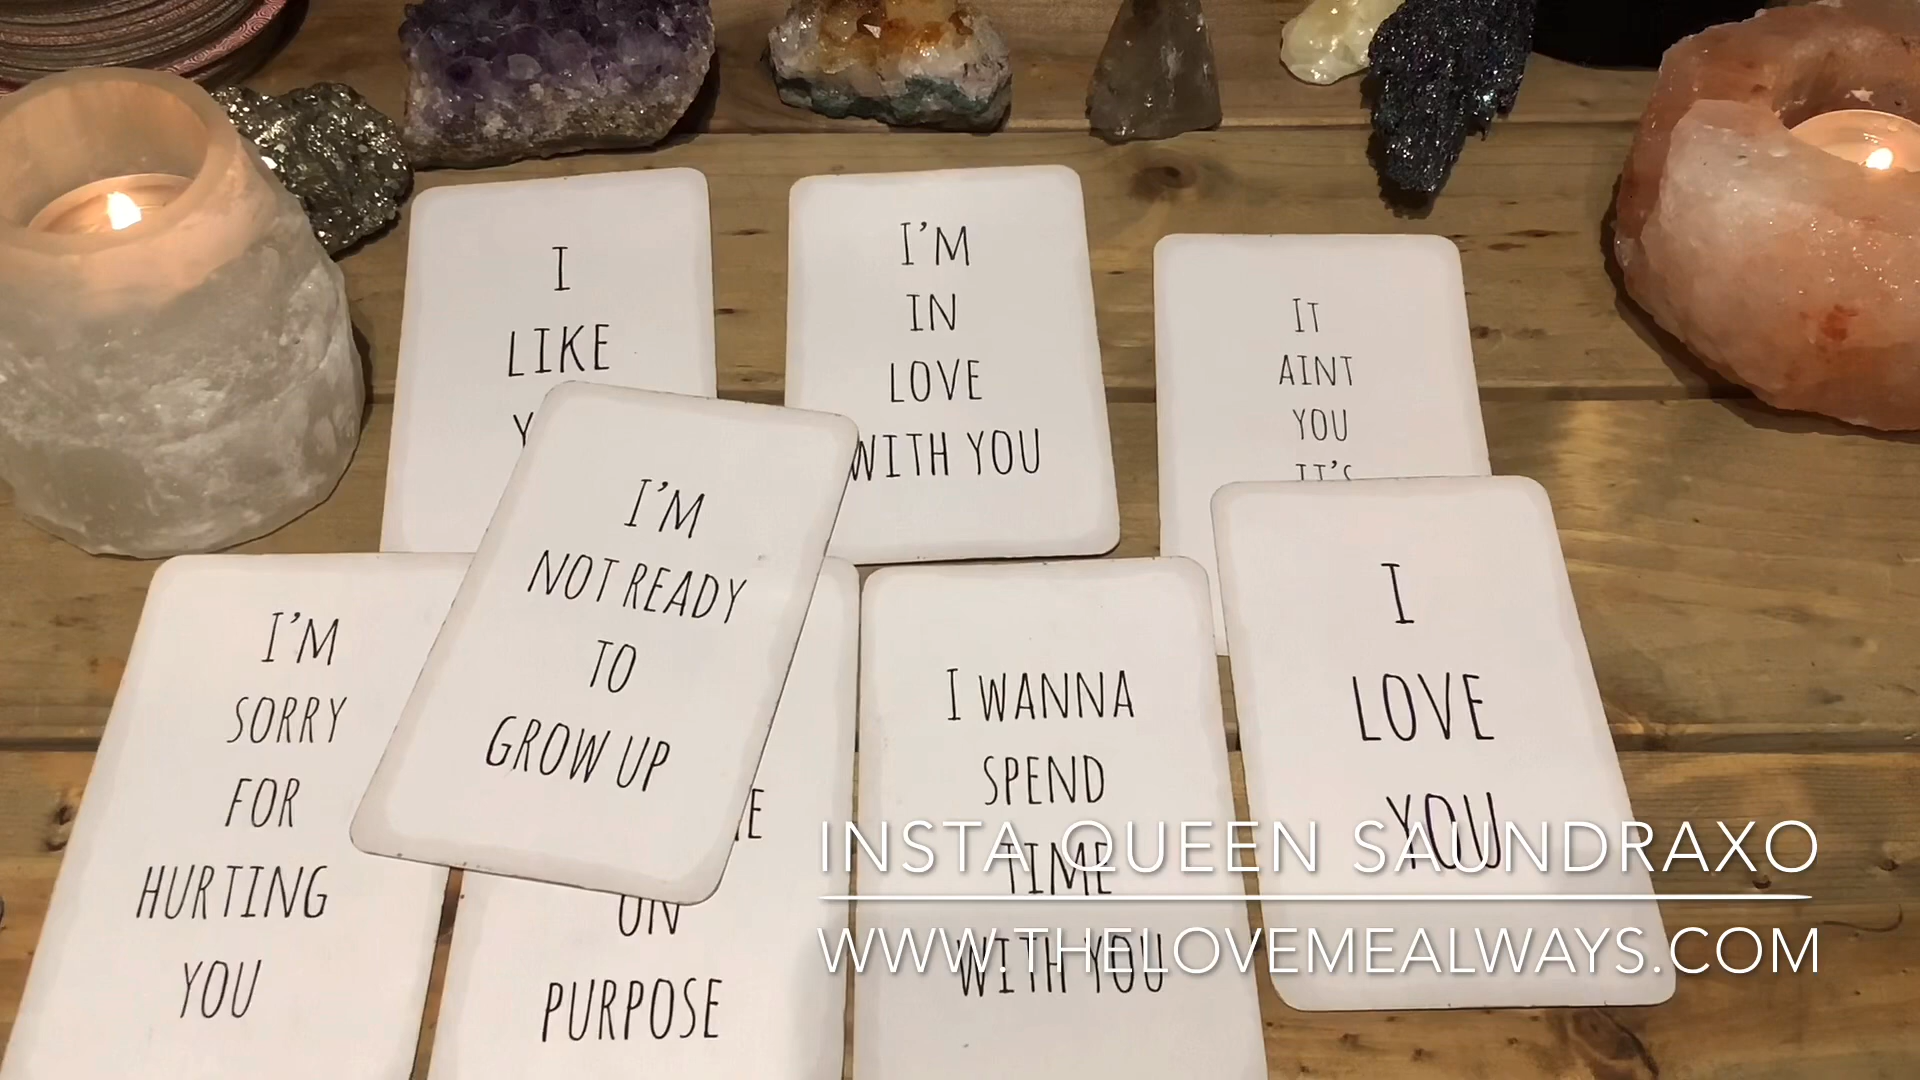 I
LIKE
I'M
IN
LOVE
WITH YOU
IT
AINT
YOU
IT'S
I'M
NOT READY
TO
GROW UP
I
LOVE
YOU
I'M
SORRY
FOR
HURTING
YOU
ON
PURPOSE
I WANNA
SPEND
TIME
WITH YOU
INSTA QUEEN SAUNDRAXO
WWW.THELOVEMEALWAYS.COM